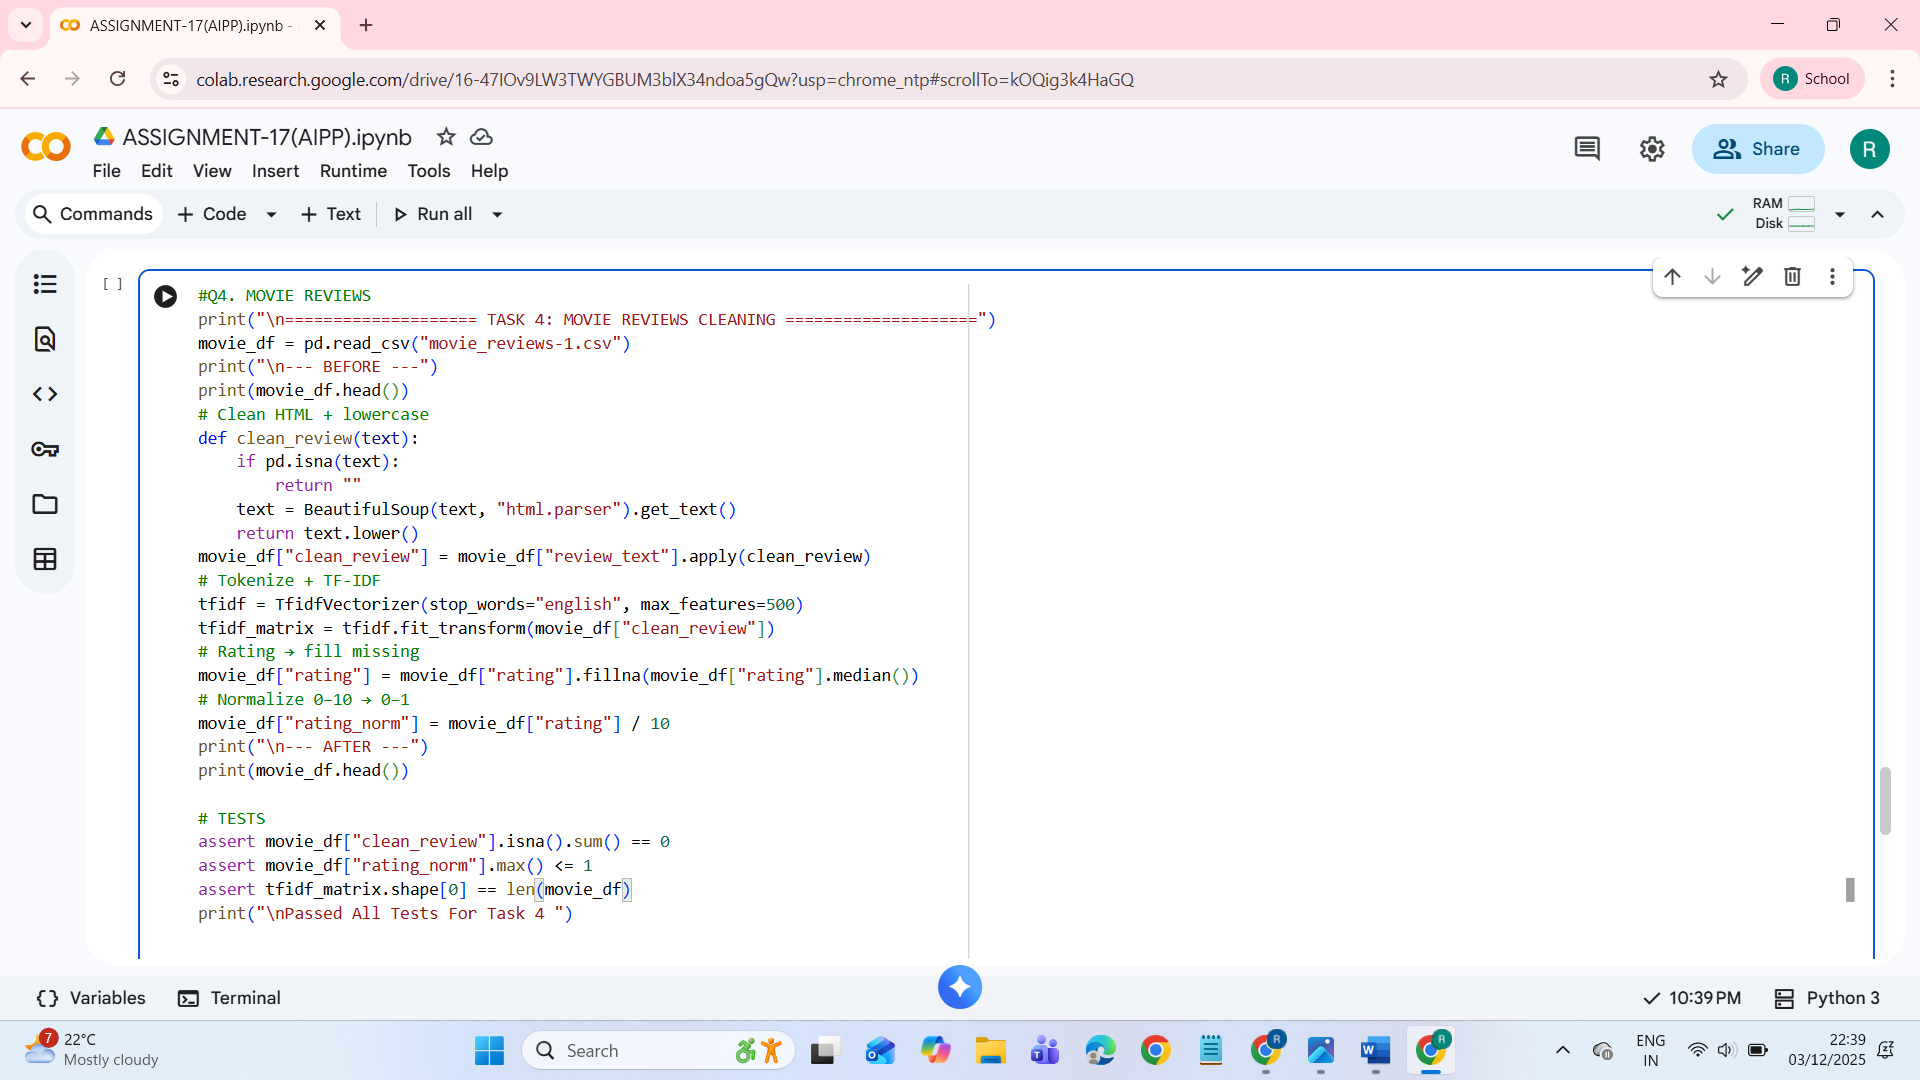 ASSIGNMENT-17(AIPP).ipynb -
colab.research.google.com/drive/16-47IOv9LW3TWYGBUM3blX34ndoa5gQw?usp=chrome_ntp#scrollTo=kOQig3k4HaGQ
R School
ASSIGNMENT-17(AIPP).ipynb
File Edit View Insert Runtime Tools Help
Share
R
Commands + Code + Text Run all
RAM
Disk
[ ]
#Q4. MOVIE REVIEWS
print("\n==================== TASK 4: MOVIE REVIEWS CLEANING ====================")
movie_df = pd.read_csv("movie_reviews-1.csv")
print("\n--- BEFORE ---")
print(movie_df.head())
# Clean HTML + lowercase
def clean_review(text):
    if pd.isna(text):
        return ""
    text = BeautifulSoup(text, "html.parser").get_text()
    return text.lower()
movie_df["clean_review"] = movie_df["review_text"].apply(clean_review)
# Tokenize + TF-IDF
tfidf = TfidfVectorizer(stop_words="english", max_features=500)
tfidf_matrix = tfidf.fit_transform(movie_df["clean_review"])
# Rating → fill missing
movie_df["rating"] = movie_df["rating"].fillna(movie_df["rating"].median())
# Normalize 0–10 → 0–1
movie_df["rating_norm"] = movie_df["rating"] / 10
print("\n--- AFTER ---")
print(movie_df.head())
# TESTS
assert movie_df["clean_review"].isna().sum() == 0
assert movie_df["rating_norm"].max() <= 1
assert tfidf_matrix.shape[0] == len(movie_df)
print("\nPassed All Tests For Task 4 ")
{} Variables Terminal
10:39 PM Python 3
7 22°C
Mostly cloudy
Search
ENG
IN
22:39
03/12/2025